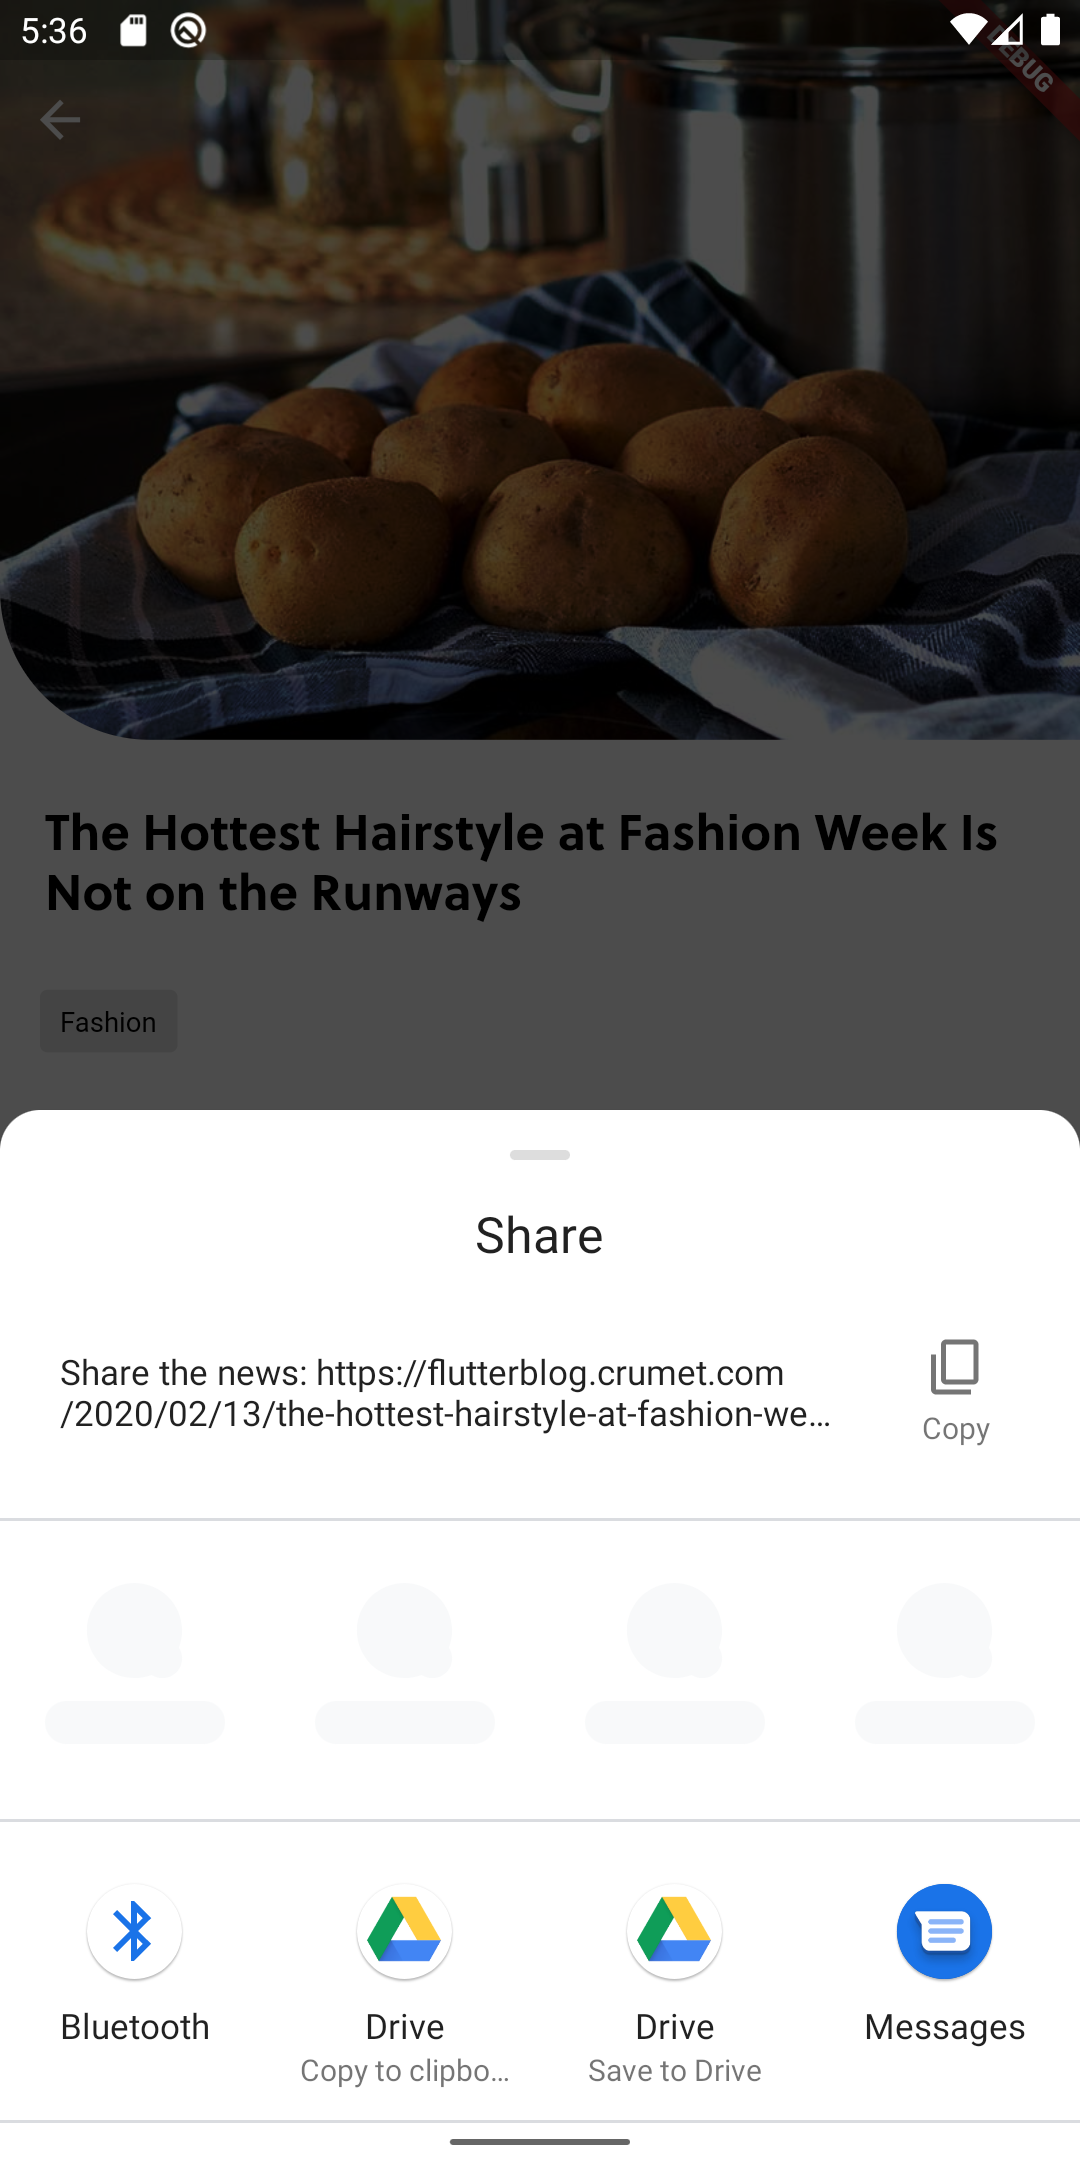 5:36
DEBUG
The Hottest Hairstyle at Fashion Week Is
Not on the Runways
Fashion
Share
Share the news: https://flutterblog.crumet.com
/2020/02/13/the-hottest-hairstyle-at-fashion-we…
Copy
Bluetooth
Drive
Copy to clipbo…
Drive
Save to Drive
Messages